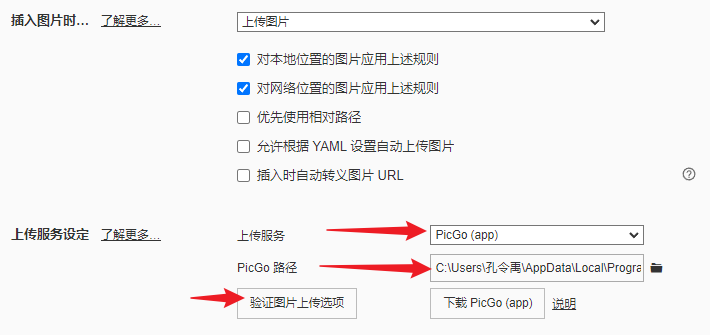 插入图片时... 了解更多... 上传图片
对本地位置的图片应用上述规则
对网络位置的图片应用上述规则
优先使用相对路径
允许根据 YAML 设置自动上传图片
插入时自动转义图片 URL
上传服务设定 了解更多... 上传服务 PicGo (app)
PicGo 路径 C:\Users\孔令禹\AppData\Local\Progra
验证图片上传选项 下载 PicGo (app) 说明